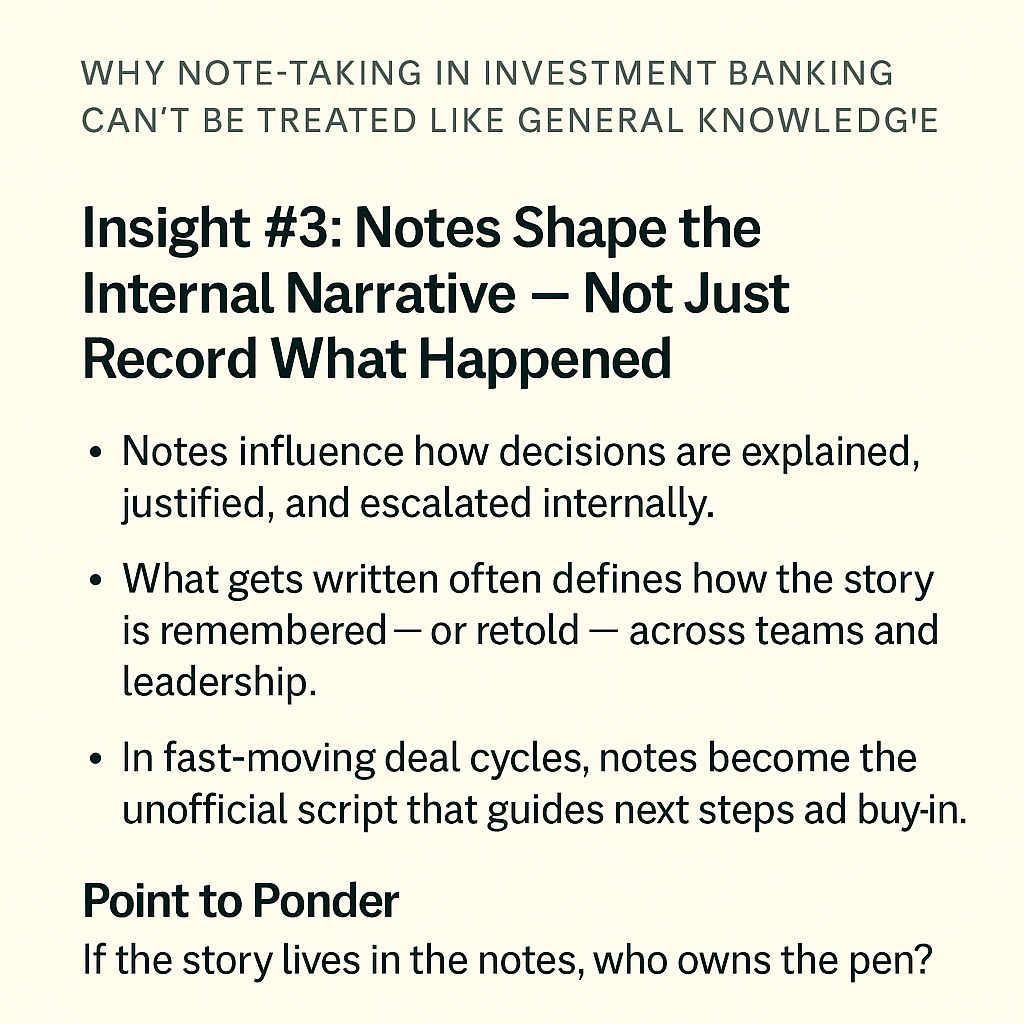 WHY NOTE-TAKING IN INVESTMENT BANKING
CAN'T BE TREATED LIKE GENERAL KNOWLEDG'E
Insight #3: Notes Shape the
Internal Narrative — Not Just
Record What Happened
• Notes influence how decisions are explained,
justified, and escalated internally.
• What gets written often defines how the story
is remembered — or retold — across teams and
leadership.
• In fast-moving deal cycles, notes become the
unofficial script that guides next steps ad buy-in.
Point to Ponder
If the story lives in the notes, who owns the pen?